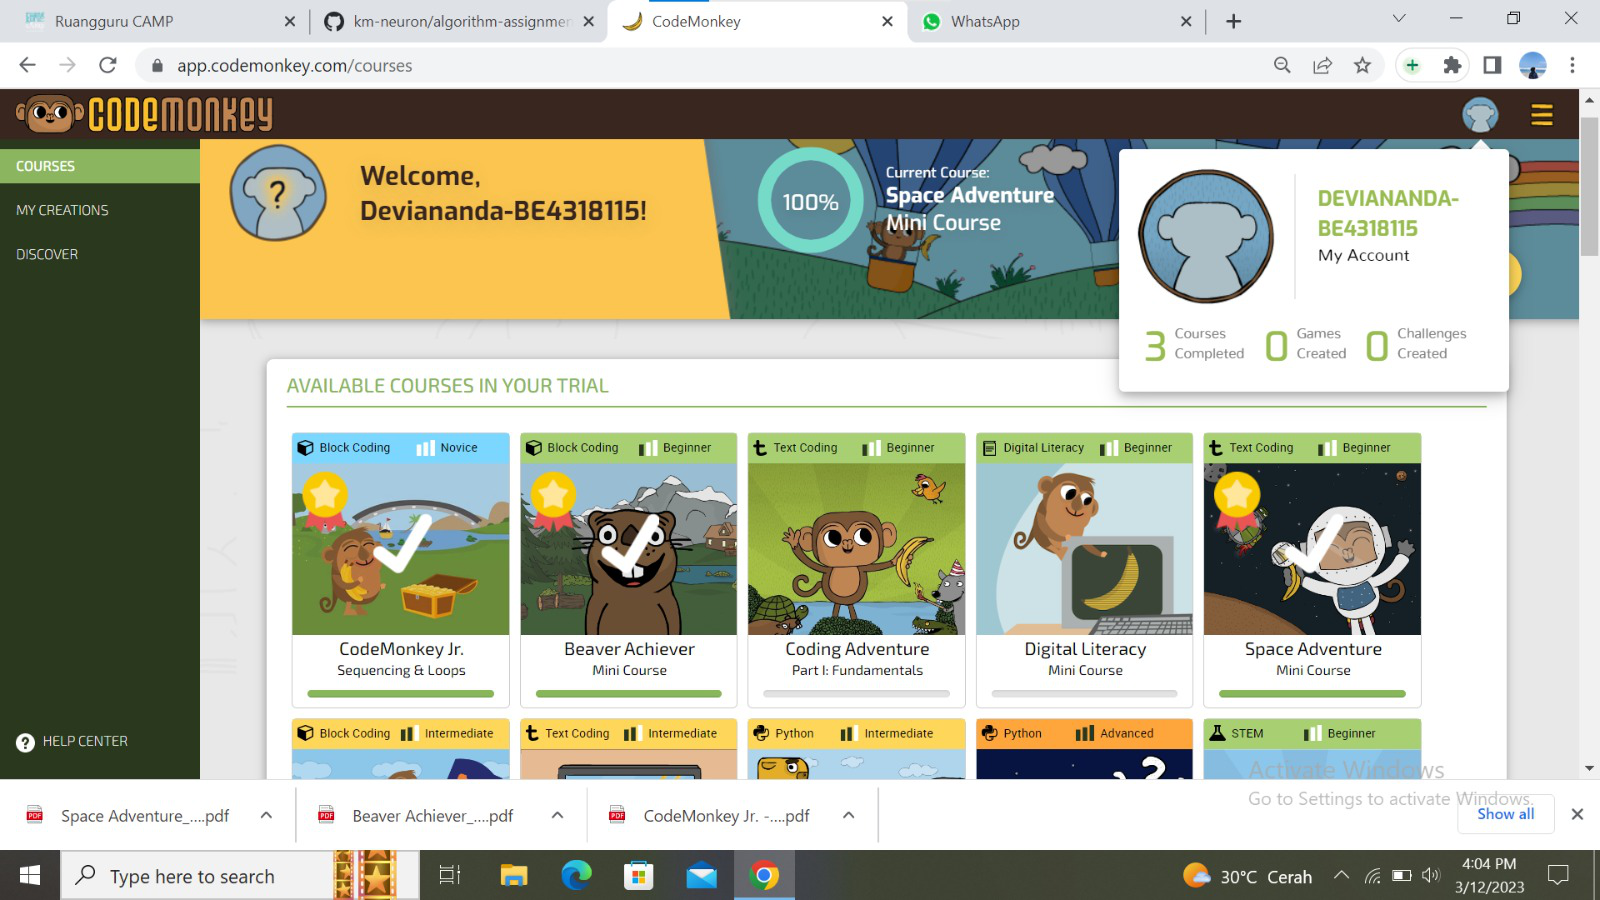 Ruangguru CAMP
km-neuron/algorithm-assignmen
CodeMonkey
WhatsApp
app.codemonkey.com/courses
CODEMONKEY
COURSES
MY CREATIONS
DISCOVER
HELP CENTER
?
Welcome,
Deviananda-BE4318115!
100%
Current Course:
Space Adventure
Mini Course
DEVIANANDA-
BE4318115
My Account
3 Courses Completed
0 Games Created
0 Challenges Created
AVAILABLE COURSES IN YOUR TRIAL
Block Coding Novice
CodeMonkey Jr.
Sequencing & Loops
Block Coding Beginner
Beaver Achiever
Mini Course
Text Coding Beginner
Coding Adventure
Part I: Fundamentals
Digital Literacy Beginner
Digital Literacy
Mini Course
Text Coding Beginner
Space Adventure
Mini Course
Block Coding Intermediate
Text Coding Intermediate
Python Intermediate
Python Advanced
?
STEM Beginner
Activate Windows
Go to Settings to activate Windows.
PDF Space Adventure_....pdf
PDF Beaver Achiever_....pdf
PDF CodeMonkey Jr. -....pdf
Show all
Type here to search
30°C Cerah
4:04 PM
3/12/2023